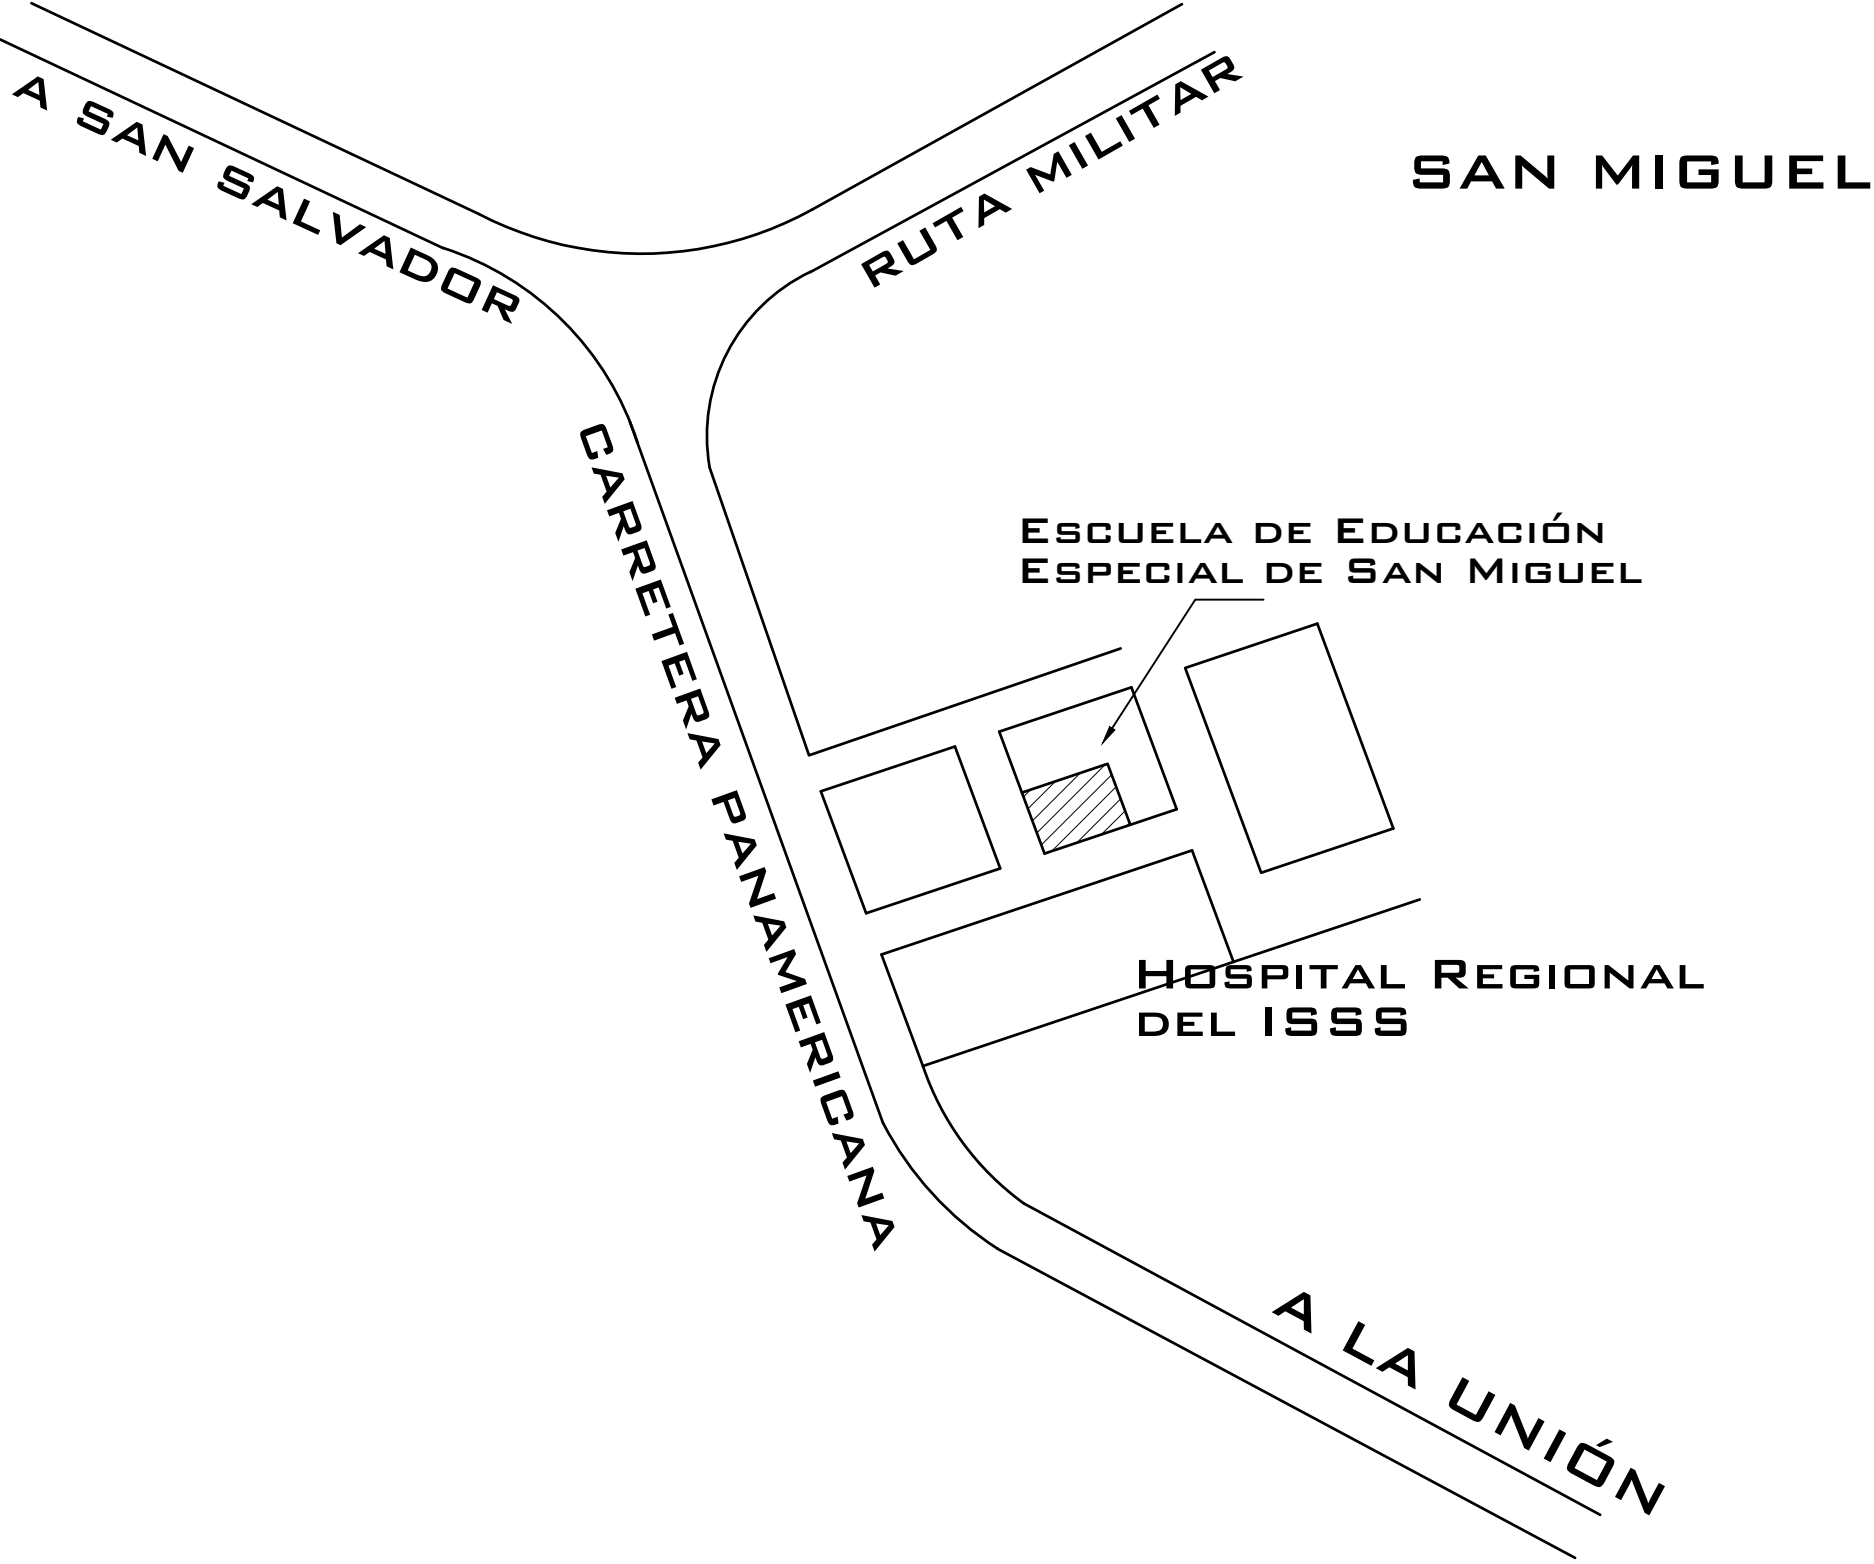 A SAN SALVADOR
RUTA MILITAR
SAN MIGUEL
CARRETERA PANAMERICANA
ESCUELA DE EDUCACIÓN
ESPECIAL DE SAN MIGUEL
HOSPITAL REGIONAL
DEL ISSS
A LA UNIÓN